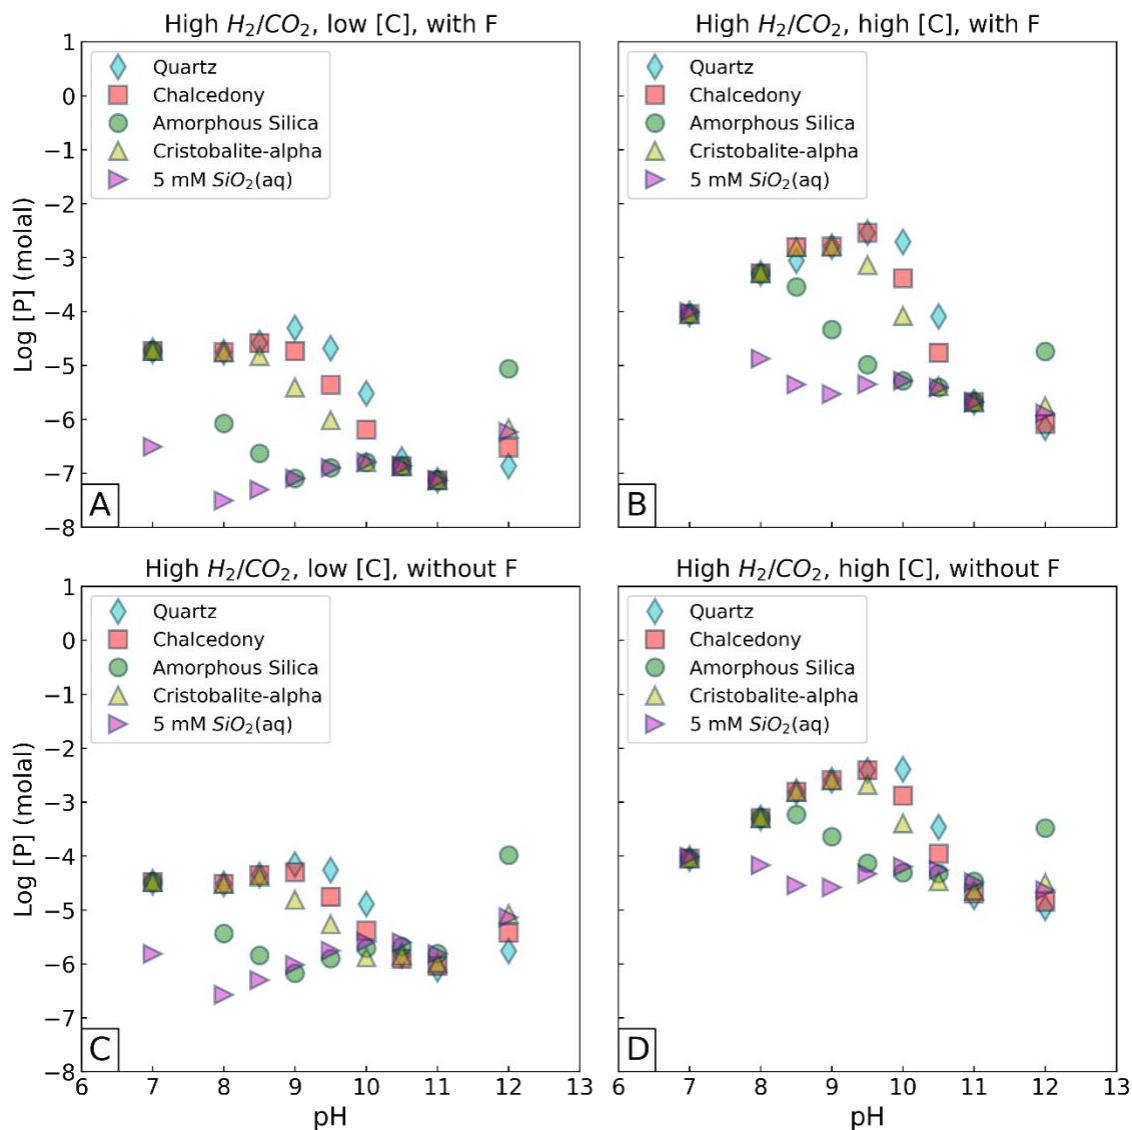 High H₂/CO₂, low [C], with F
High H₂/CO₂, high [C], with F
1
0
−1
−2
−3
−4
−5
−6
−7
−8
Log [P] (molal)
Quartz
Chalcedony
Amorphous Silica
Cristobalite-alpha
5 mM SiO₂(aq)
A
Quartz
Chalcedony
Amorphous Silica
Cristobalite-alpha
5 mM SiO₂(aq)
B
High H₂/CO₂, low [C], without F
High H₂/CO₂, high [C], without F
1
0
−1
−2
−3
−4
−5
−6
−7
−8
Log [P] (molal)
Quartz
Chalcedony
Amorphous Silica
Cristobalite-alpha
5 mM SiO₂(aq)
C
Quartz
Chalcedony
Amorphous Silica
Cristobalite-alpha
5 mM SiO₂(aq)
D
6 7 8 9 10 11 12 13
6 7 8 9 10 11 12 13
pH
pH